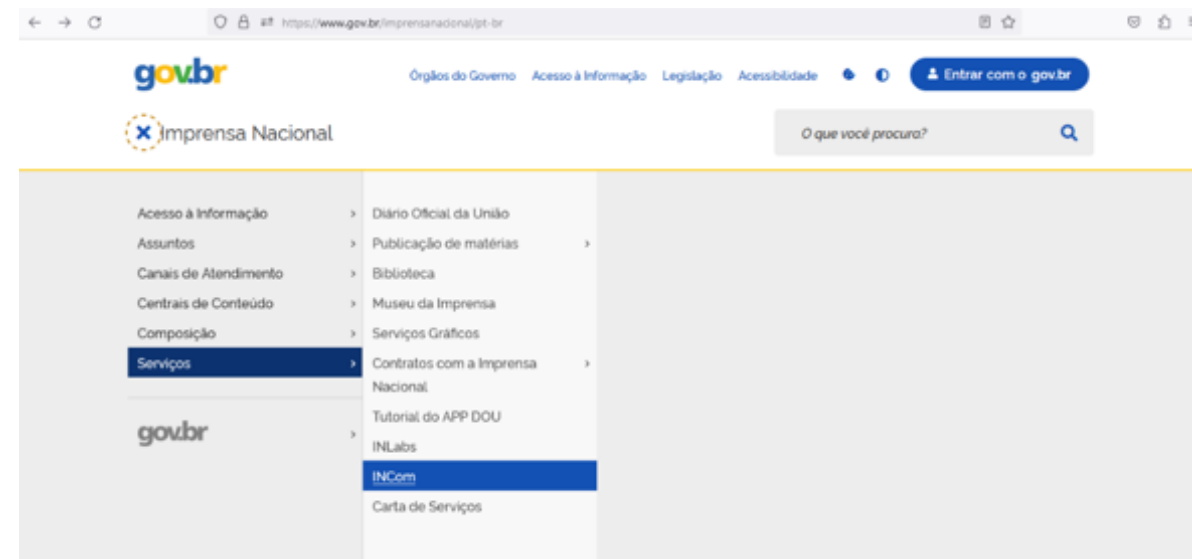 https://www.gov.br/imprensanacional/pt-br
gov.br
Órgãos do Governo Acesso à Informação Legislação Acessibilidade
Entrar com o gov.br
Imprensa Nacional
O que você procura?
Acesso à Informação
Assuntos
Canais de Atendimento
Centrais de Conteúdo
Composição
Serviços
gov.br
Diário Oficial da União
Publicação de matérias
Biblioteca
Museu da Imprensa
Serviços Gráficos
Contratos com a Imprensa
Nacional
Tutorial do APP DOU
INLabs
INCom
Carta de Serviços